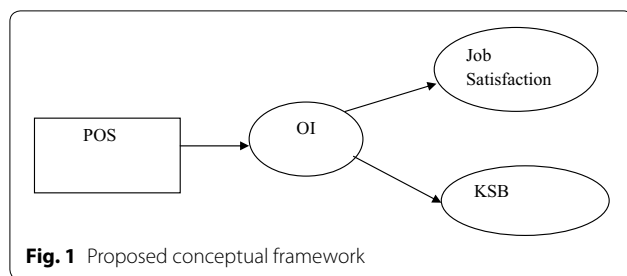 Job
Satisfaction
POS
OI
KSB
Fig. 1 Proposed conceptual framework